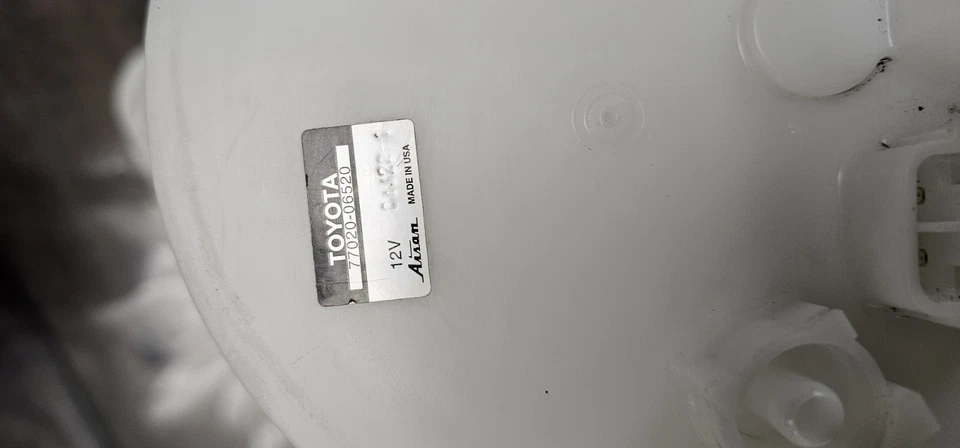 TOYOTA
77020-06520
12V
Aisan MADE IN USA